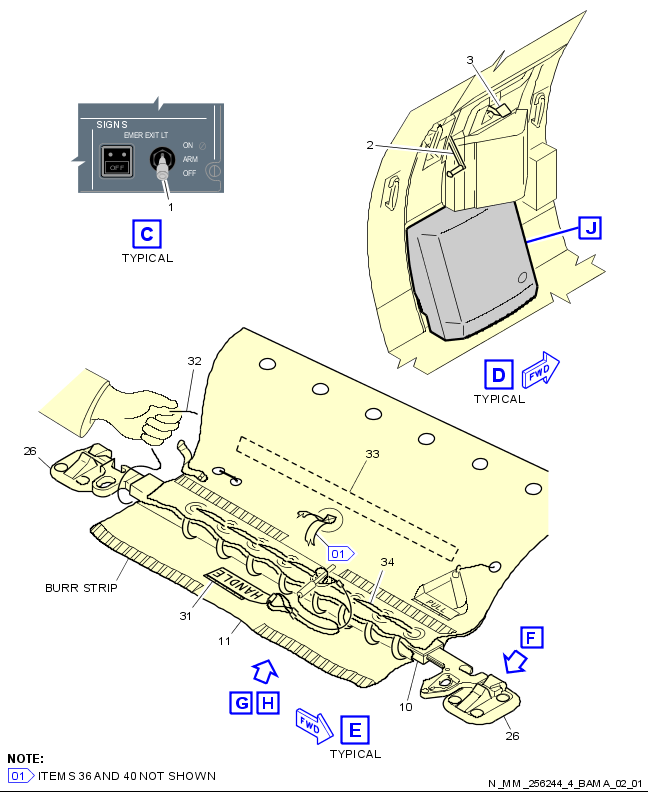 3
SIGNS
EMER EXIT LT
ON
ARM
OFF
OFF
1
2
C
TYPICAL
J
D
FWD
TYPICAL
32
26
33
01
34
BURR STRIP
HANDLE
PULL
31
11
F
G H
10
FWD
E
TYPICAL
26
NOTE:
01 ITEMS 36 AND 40 NOT SHOWN
N_MM_256244_4_BAMA_02_01